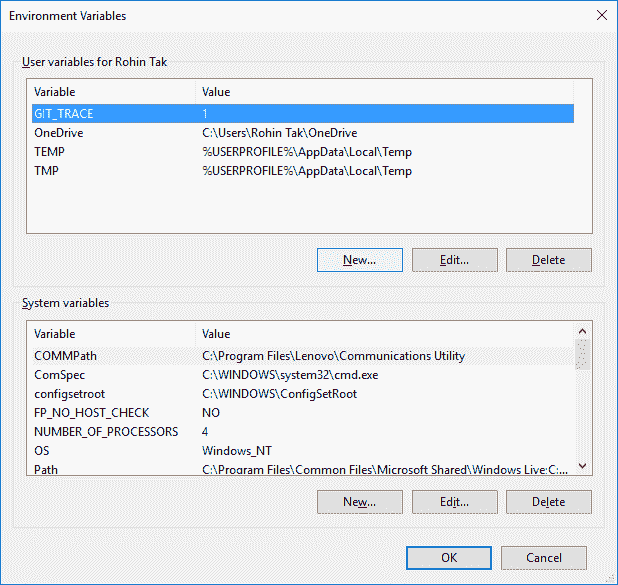 Environment Variables
User variables for Rohin Tak
Variable Value
GIT_TRACE 1
OneDrive C:\Users\Rohin Tak\OneDrive
TEMP %USERPROFILE%\AppData\Local\Temp
TMP %USERPROFILE%\AppData\Local\Temp
New... Edit... Delete
System variables
Variable Value
COMMPath C:\Program Files\Lenovo\Communications Utility
ComSpec C:\WINDOWS\system32\cmd.exe
configsetroot C:\WINDOWS\ConfigSetRoot
FP_NO_HOST_CHECK NO
NUMBER_OF_PROCESSORS 4
OS Windows_NT
Path C:\Program Files\Common Files\Microsoft Shared\Windows Live;C:...
New... Edit... Delete
OK Cancel